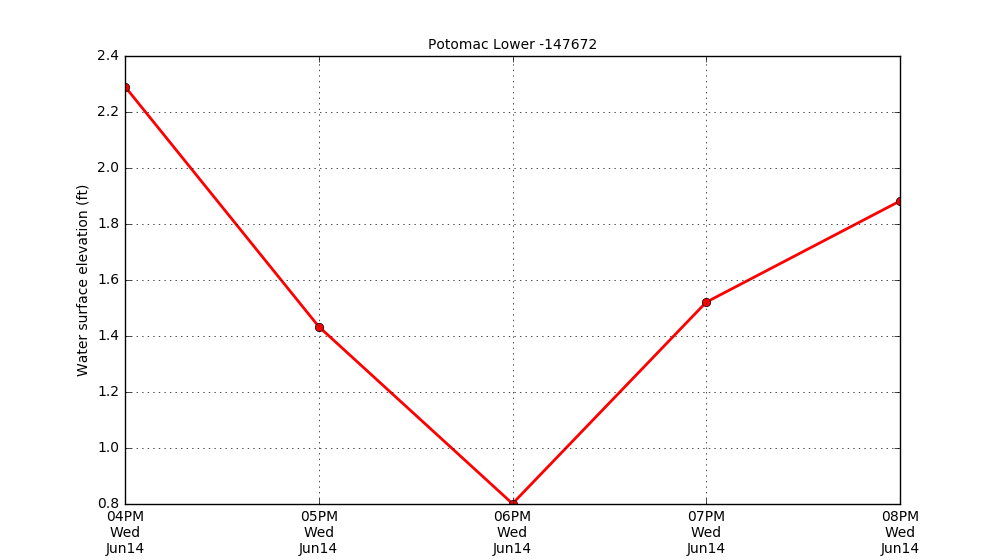 Potomac Lower -147672
Water surface elevation (ft)
2.4
2.2
2.0
1.8
1.6
1.4
1.2
1.0
0.8
04PM
Wed
Jun14
05PM
Wed
Jun14
06PM
Wed
Jun14
07PM
Wed
Jun14
08PM
Wed
Jun14